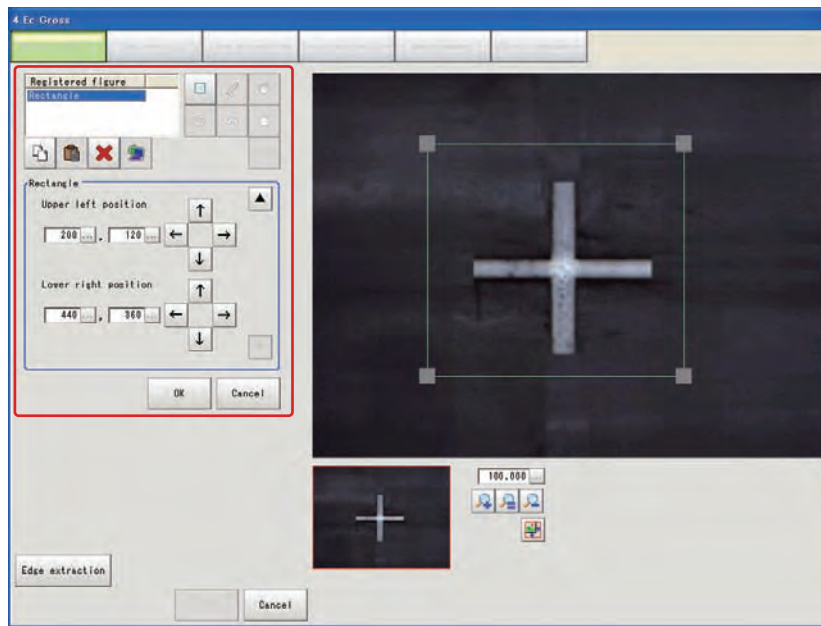 4.Ec Cross
Registered figure
Rectangle
Rectangle
Upper left position
200 ... , 120 ...
Lower right position
440 ... , 360 ...
OK Cancel
100.000 ...
Edge extraction
Cancel